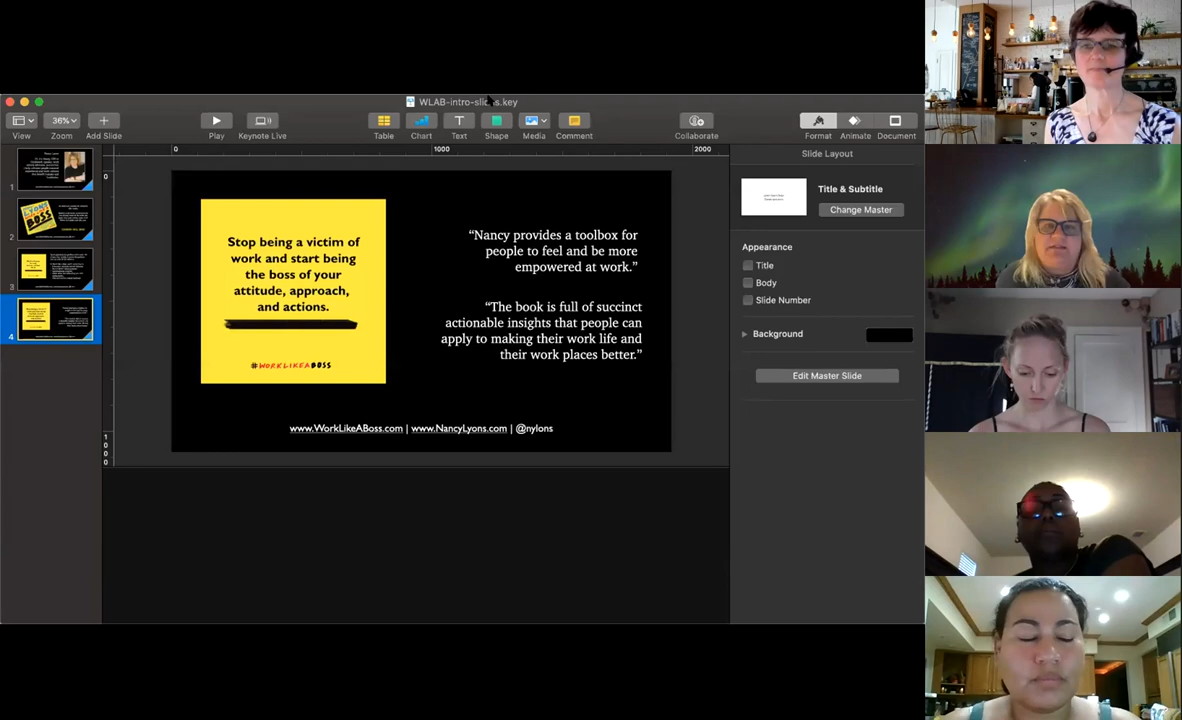 WLAB-intro-slides.key
View
36%
Zoom
Add Slide
Play
Keynote Live
Table
Chart
Text
Shape
Media
Comment
Collaborate
Format
Animate
Document
0
1000
2000
0
1
2
3
4
Stop being a victim of
work and start being
the boss of your
attitude, approach,
and actions.
#WORKLIKEABOSS
“Nancy provides a toolbox for
people to feel and be more
empowered at work.”
“The book is full of succinct
actionable insights that people can
apply to making their work life and
their work places better.”
www.WorkLikeABoss.com | www.NancyLyons.com | @nylons
Slide Layout
Title & Subtitle
Change Master
Appearance
Title
Body
Slide Number
Background
Edit Master Slide